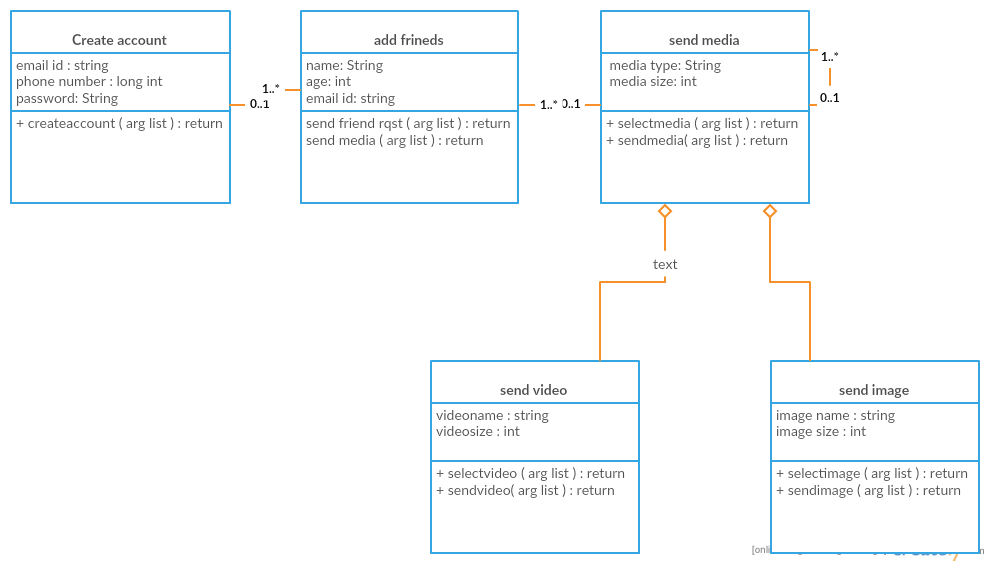 Create account
email id : string
phone number : long int
password: String
+ createaccount ( arg list ) : return
1..*
0..1
add frineds
name: String
age: int
email id: string
send friend rqst ( arg list ) : return
send media ( arg list ) : return
1..*
0..1
send media
media type: String
media size: int
+ selectmedia ( arg list ) : return
+ sendmedia( arg list ) : return
1..*
0..1
text
send video
videoname : string
videosize : int
+ selectvideo ( arg list ) : return
+ sendvideo( arg list ) : return
send image
image name : string
image size : int
+ selectimage ( arg list ) : return
+ sendimage ( arg list ) : return